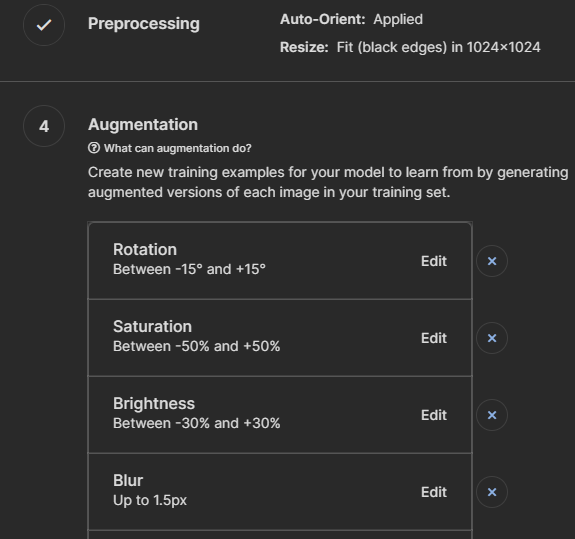 Preprocessing
Auto-Orient: Applied
Resize: Fit (black edges) in 1024×1024
4
Augmentation
What can augmentation do?
Create new training examples for your model to learn from by generating
augmented versions of each image in your training set.
Rotation
Between -15° and +15°
Edit
Saturation
Between -50% and +50%
Edit
Brightness
Between -30% and +30%
Edit
Blur
Up to 1.5px
Edit